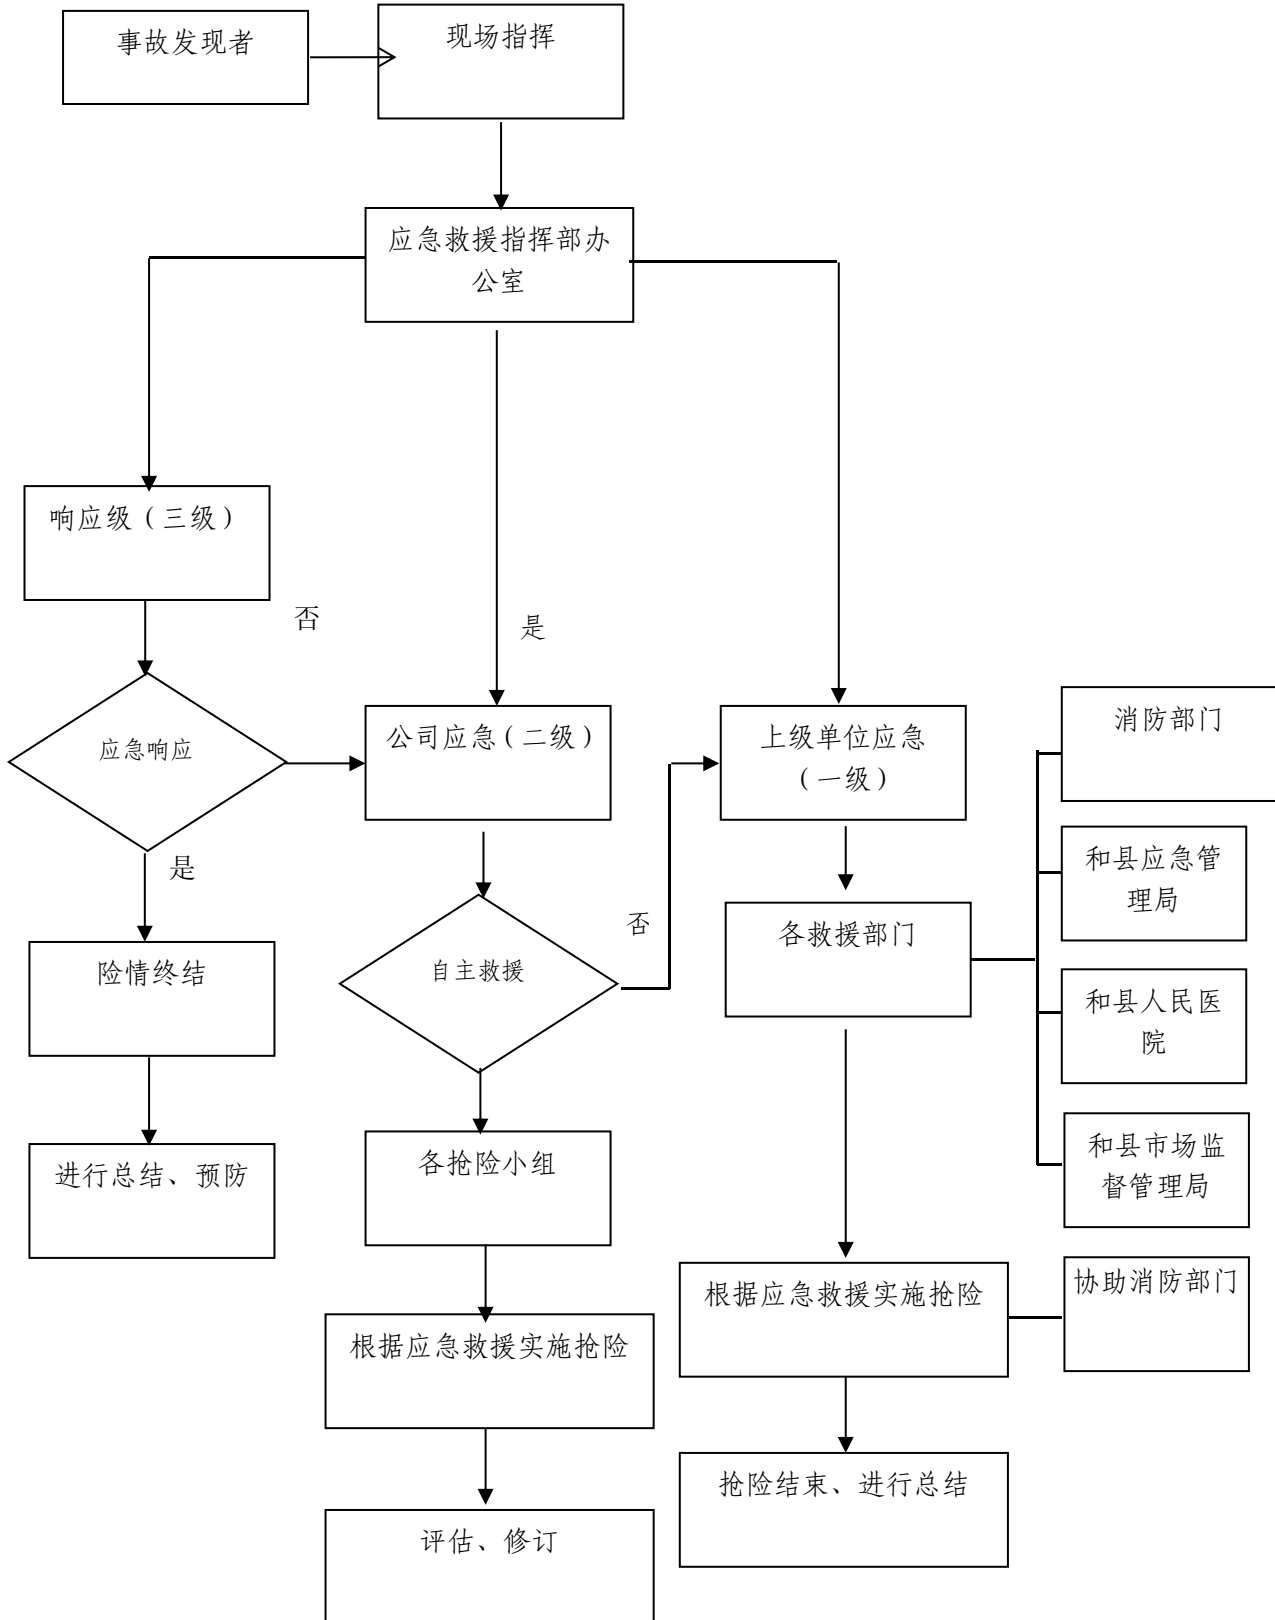 事故发现者
现场指挥
应急救援指挥部办
公室
响应级（三级）
否
是
应急响应
公司应急（二级）
上级单位应急
（一级）
消防部门
和县应急管
理局
是
否
险情终结
自主救援
各救援部门
和县人民医
院
进行总结、预防
各抢险小组
和县市场监
督管理局
根据应急救援实施抢险
根据应急救援实施抢险
协助消防部门
抢险结束、进行总结
评估、修订